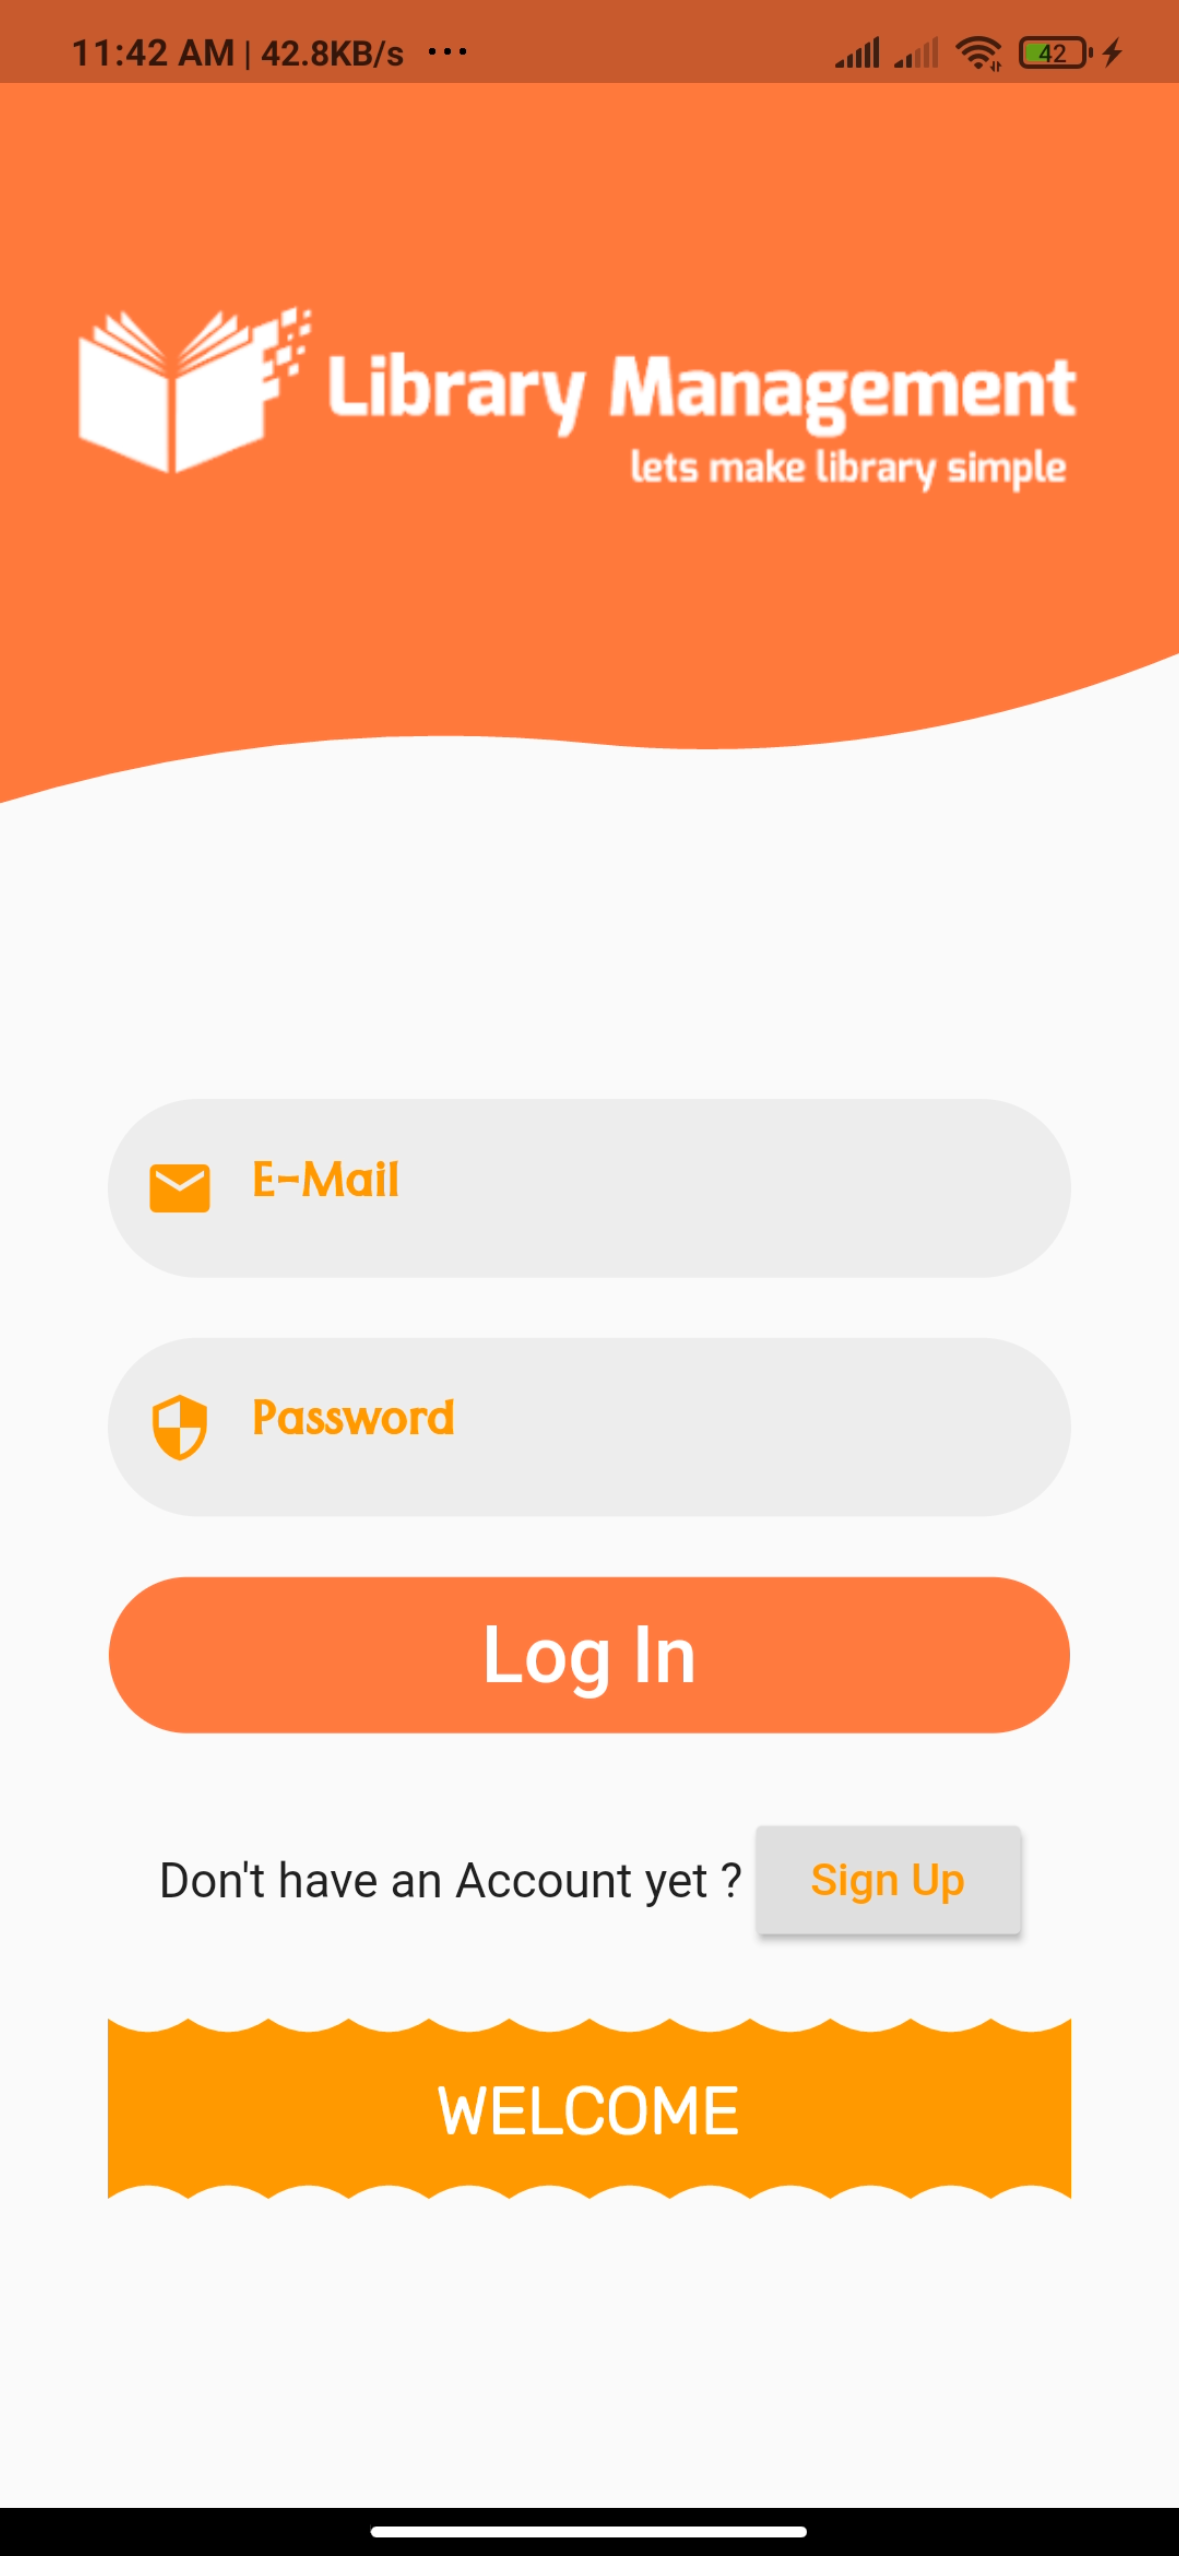 11:42 AM | 42.8KB/s ...
42
Library Management
lets make library simple
E-Mail
Password
Log In
Don't have an Account yet ? Sign Up
WELCOME